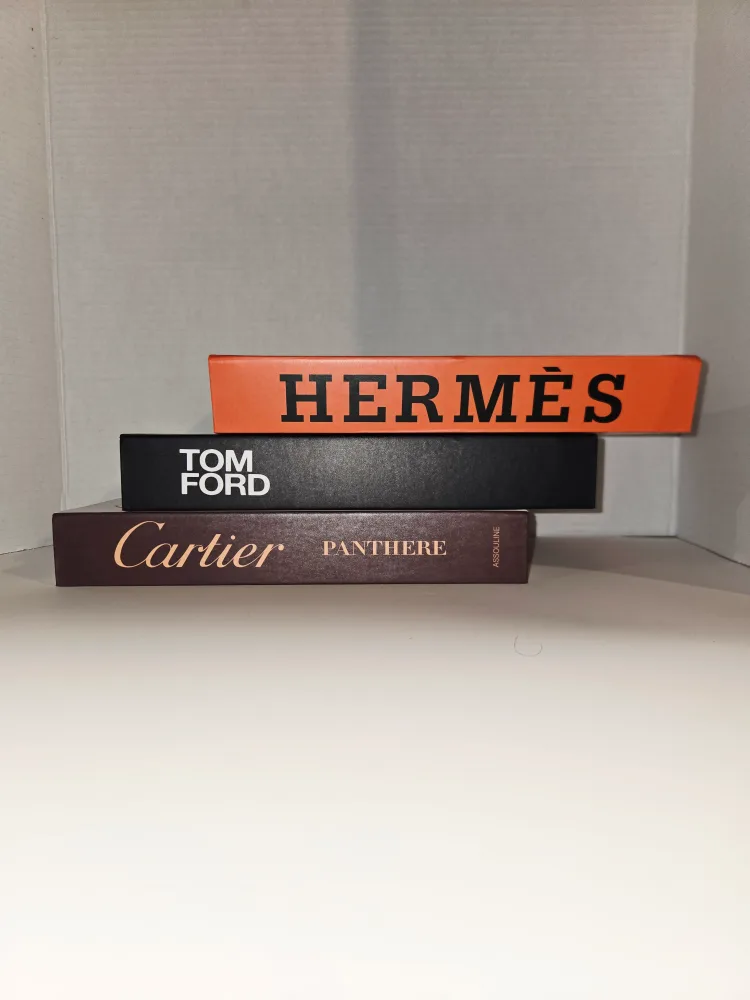 HERMÈS
TOM
FORD
Cartier PANTHERE ASSOULINE